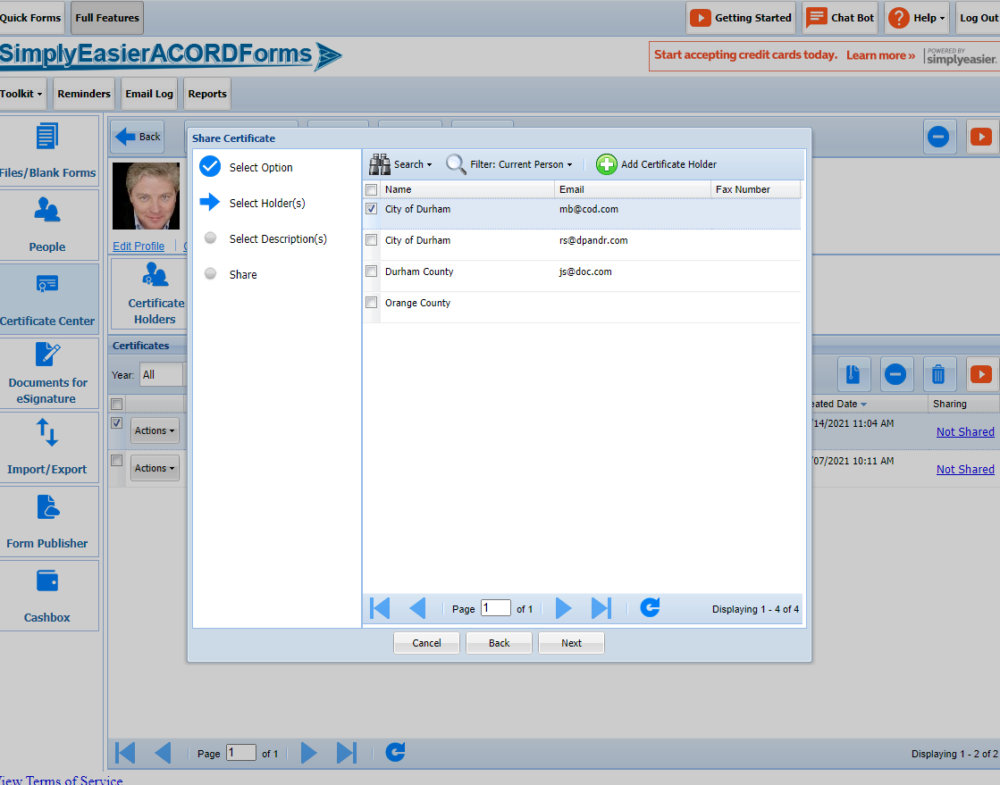 Quick Forms
Full Features
Getting Started
Chat Bot
Help
Log Out
SimplyEasierACORDForms
Start accepting credit cards today. Learn more »
POWERED BY
simplyeasier.
Toolkit
Reminders
Email Log
Reports
Files/Blank Forms
People
Certificate Center
Documents for
eSignature
Import/Export
Form Publisher
Cashbox
Back
Edit Profile
Certificate
Holders
Certificates
Year: All
Actions
Actions
Share Certificate
Select Option
Select Holder(s)
Select Description(s)
Share
Search
Filter: Current Person
Add Certificate Holder
Name Email Fax Number
City of Durham mb@cod.com
City of Durham rs@dpandr.com
Durham County js@doc.com
Orange County
Page 1 of 1
Displaying 1 - 4 of 4
Cancel
Back
Next
eated Date Sharing
/14/2021 11:04 AM Not Shared
/07/2021 10:11 AM Not Shared
Page 1 of 1
Displaying 1 - 2 of 2
View Terms of Service